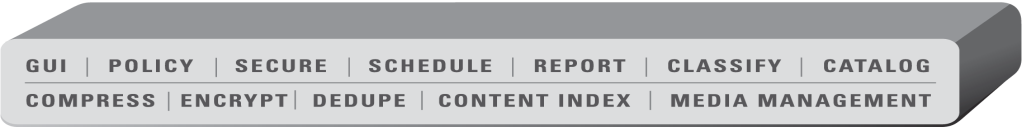 GUI | POLICY | SECURE | SCHEDULE | REPORT | CLASSIFY | CATALOG
COMPRESS | ENCRYPT | DEDUPE | CONTENT INDEX | MEDIA MANAGEMENT